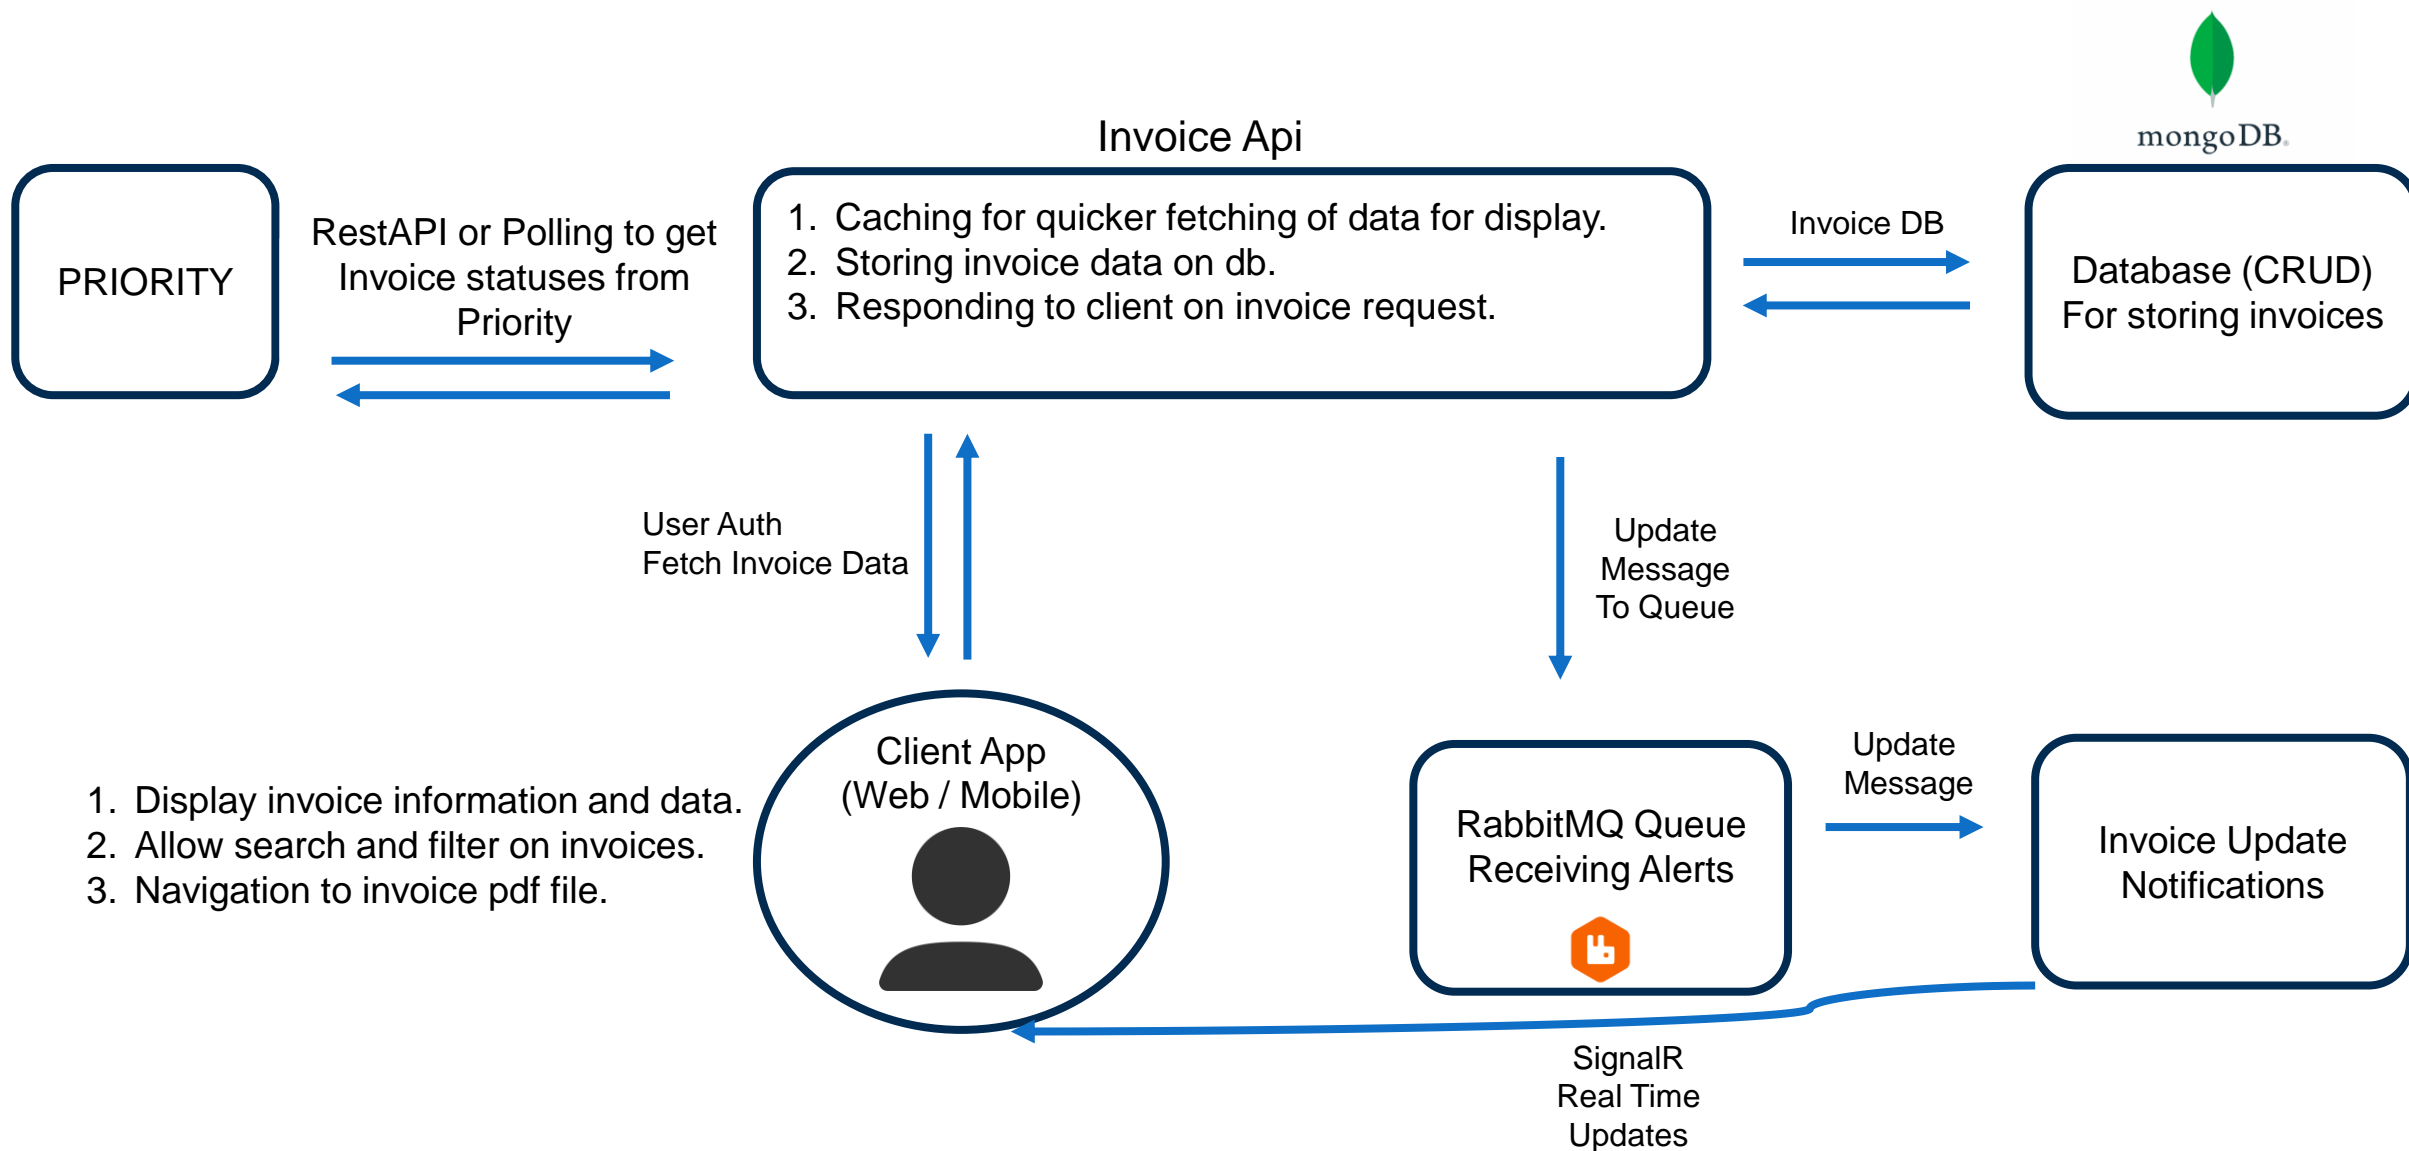 mongoDB.
Invoice Api
PRIORITY
RestAPI or Polling to get
Invoice statuses from
Priority
1. Caching for quicker fetching of data for display.
2. Storing invoice data on db.
3. Responding to client on invoice request.
Invoice DB
Database (CRUD)
For storing invoices
User Auth
Fetch Invoice Data
Update
Message
To Queue
1. Display invoice information and data.
2. Allow search and filter on invoices.
3. Navigation to invoice pdf file.
Client App
(Web / Mobile)
RabbitMQ Queue
Receiving Alerts
Update
Message
Invoice Update
Notifications
SignalR
Real Time
Updates